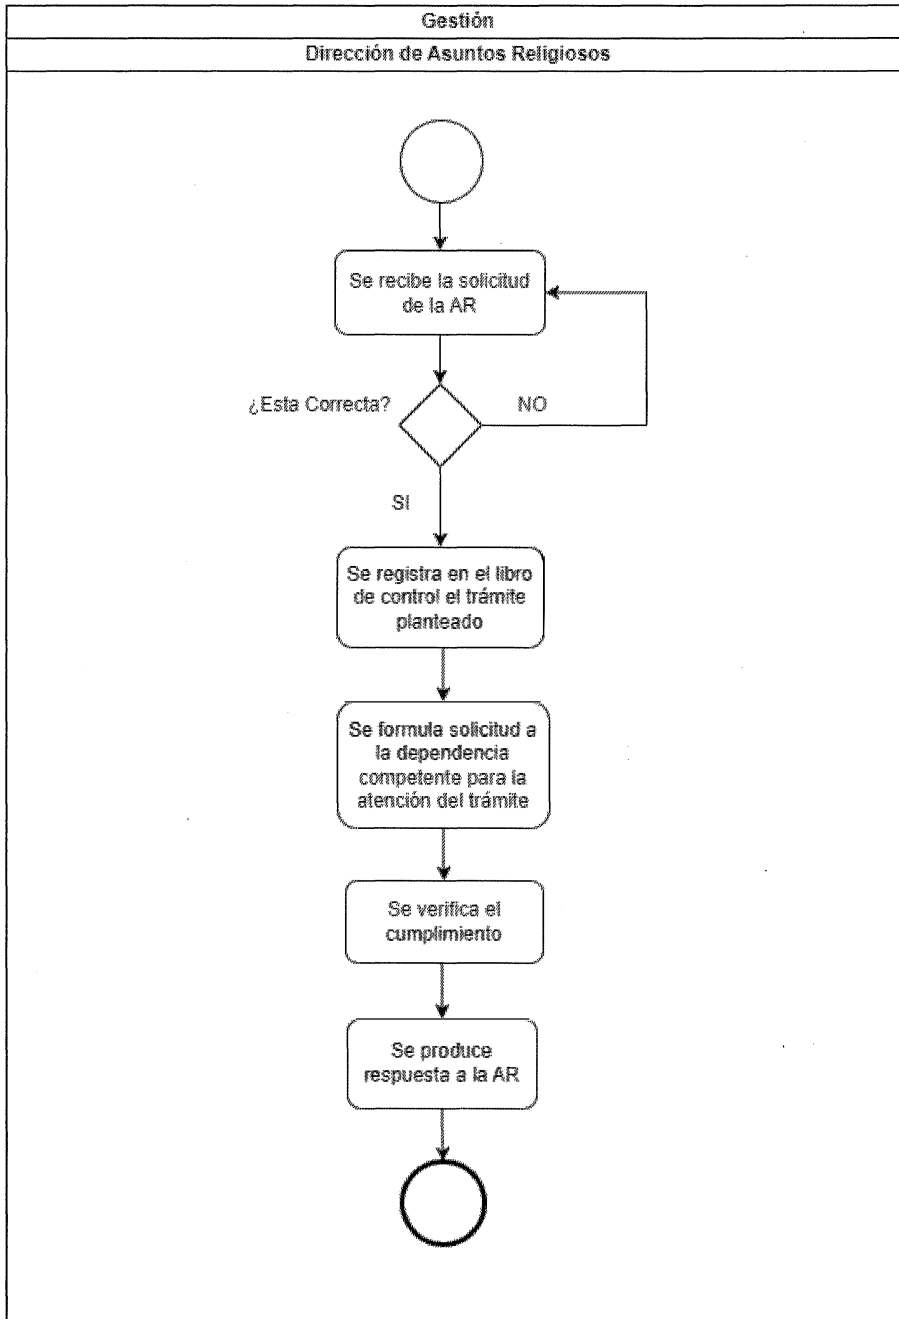 Gestión
Dirección de Asuntos Religiosos
Se recibe la solicitud
de la AR
¿Esta Correcta?
NO
SI
Se registra en el libro
de control el trámite
planteado
Se formula solicitud a
la dependencia
competente para la
atención del trámite
Se verifica el
cumplimiento
Se produce
respuesta a la AR